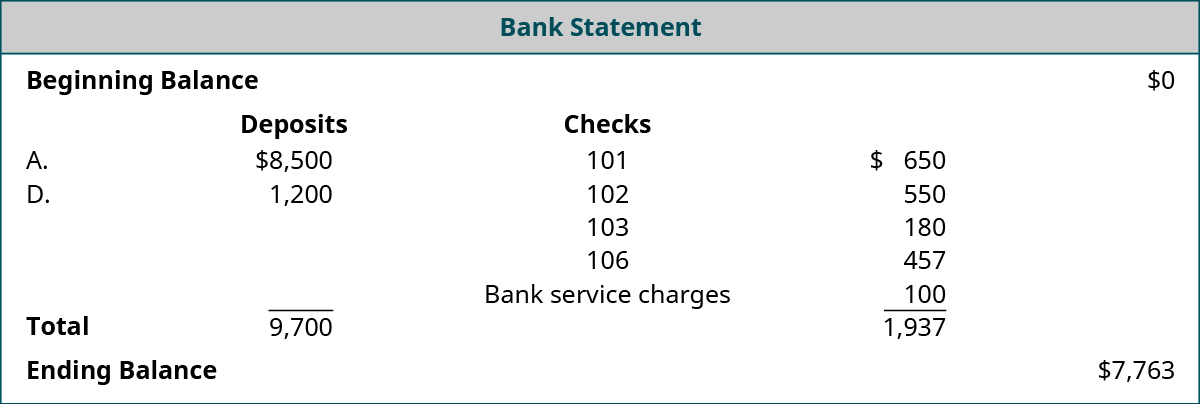 Bank Statement
Beginning Balance $0
Deposits Checks
A. $8,500 101 $ 650
D. 1,200 102 550
103 180
106 457
Bank service charges 100
Total 9,700 1,937
Ending Balance $7,763